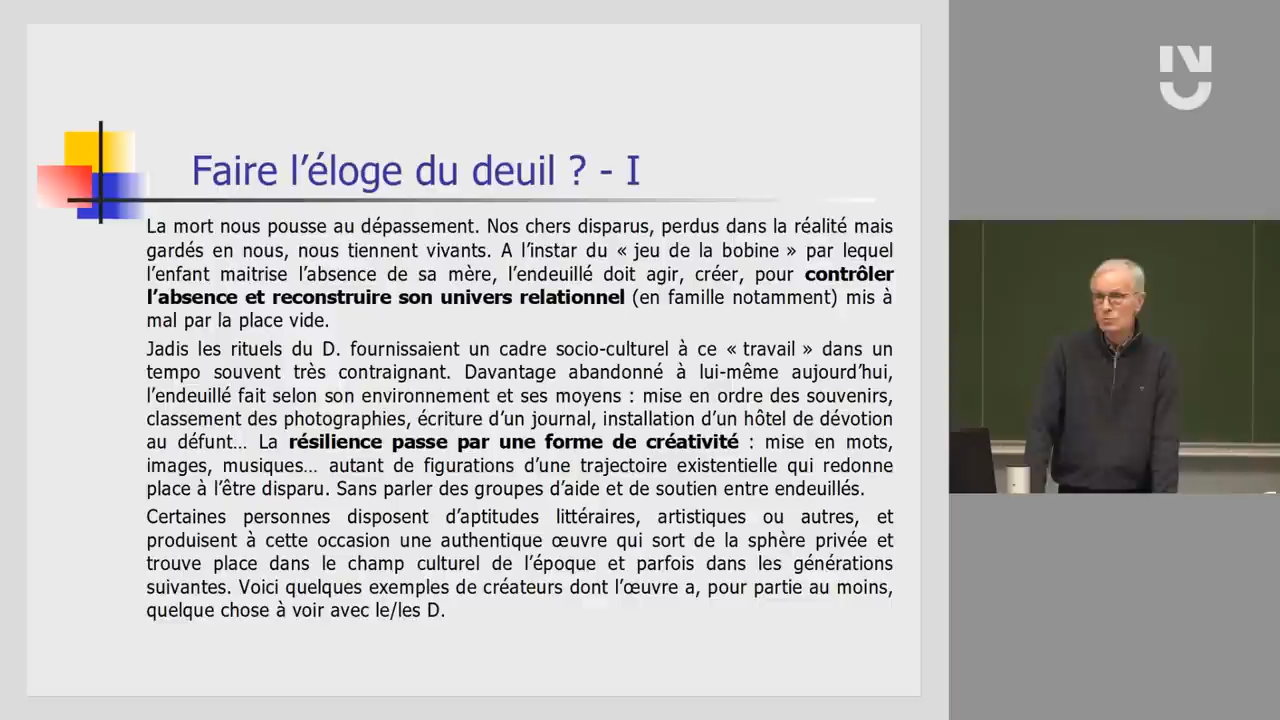 Faire l’éloge du deuil ? - I
La mort nous pousse au dépassement. Nos chers disparus, perdus dans la réalité mais
gardés en nous, nous tiennent vivants. A l’instar du « jeu de la bobine » par lequel
l’enfant maitrise l’absence de sa mère, l’endeuillé doit agir, créer, pour contrôler
l’absence et reconstruire son univers relationnel (en famille notamment) mis à
mal par la place vide.
Jadis les rituels du D. fournissaient un cadre socio-culturel à ce « travail » dans un
tempo souvent très contraignant. Davantage abandonné à lui-même aujourd’hui,
l’endeuillé fait selon son environnement et ses moyens : mise en ordre des souvenirs,
classement des photographies, écriture d’un journal, installation d’un hôtel de dévotion
au défunt… La résilience passe par une forme de créativité : mise en mots,
images, musiques… autant de figurations d’une trajectoire existentielle qui redonne
place à l’être disparu. Sans parler des groupes d’aide et de soutien entre endeuillés.
Certaines personnes disposent d’aptitudes littéraires, artistiques ou autres, et
produisent à cette occasion une authentique œuvre qui sort de la sphère privée et
trouve place dans le champ culturel de l’époque et parfois dans les générations
suivantes. Voici quelques exemples de créateurs dont l’œuvre a, pour partie au moins,
quelque chose à voir avec le/les D.